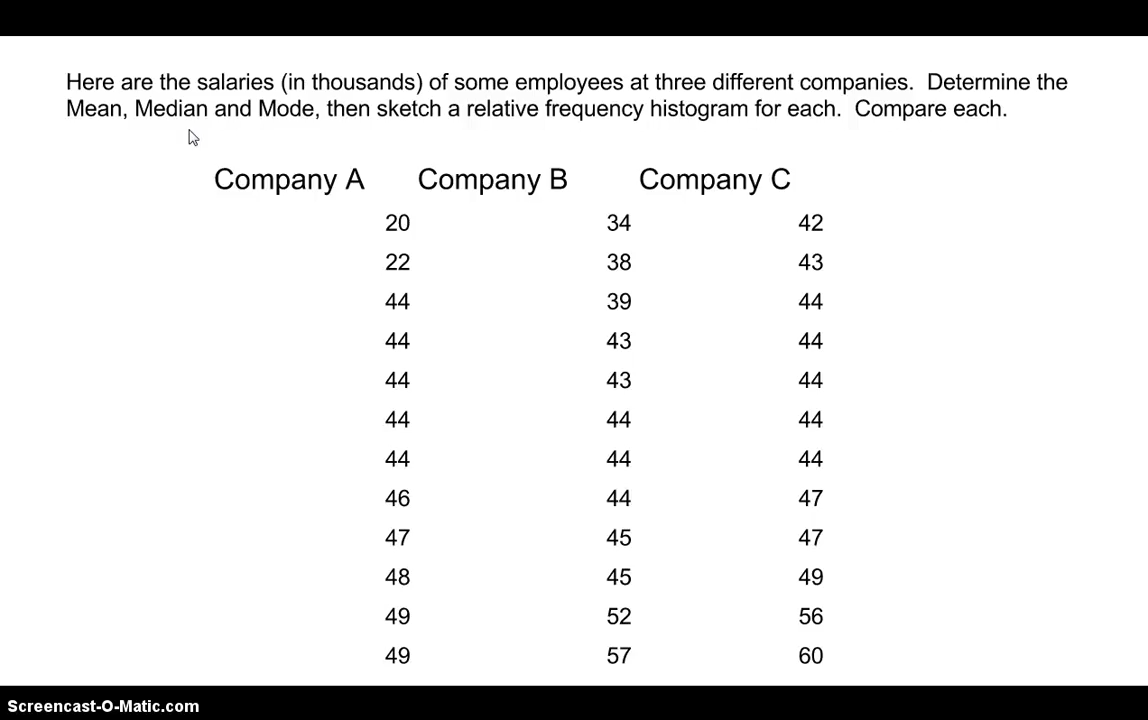 Here are the salaries (in thousands) of some employees at three different companies.  Determine the
Mean, Median and Mode, then sketch a relative frequency histogram for each.  Compare each.
Company A Company B Company C
20 34 42
22 38 43
44 39 44
44 43 44
44 43 44
44 44 44
44 44 44
46 44 47
47 45 47
48 45 49
49 52 56
49 57 60
Screencast-O-Matic.com